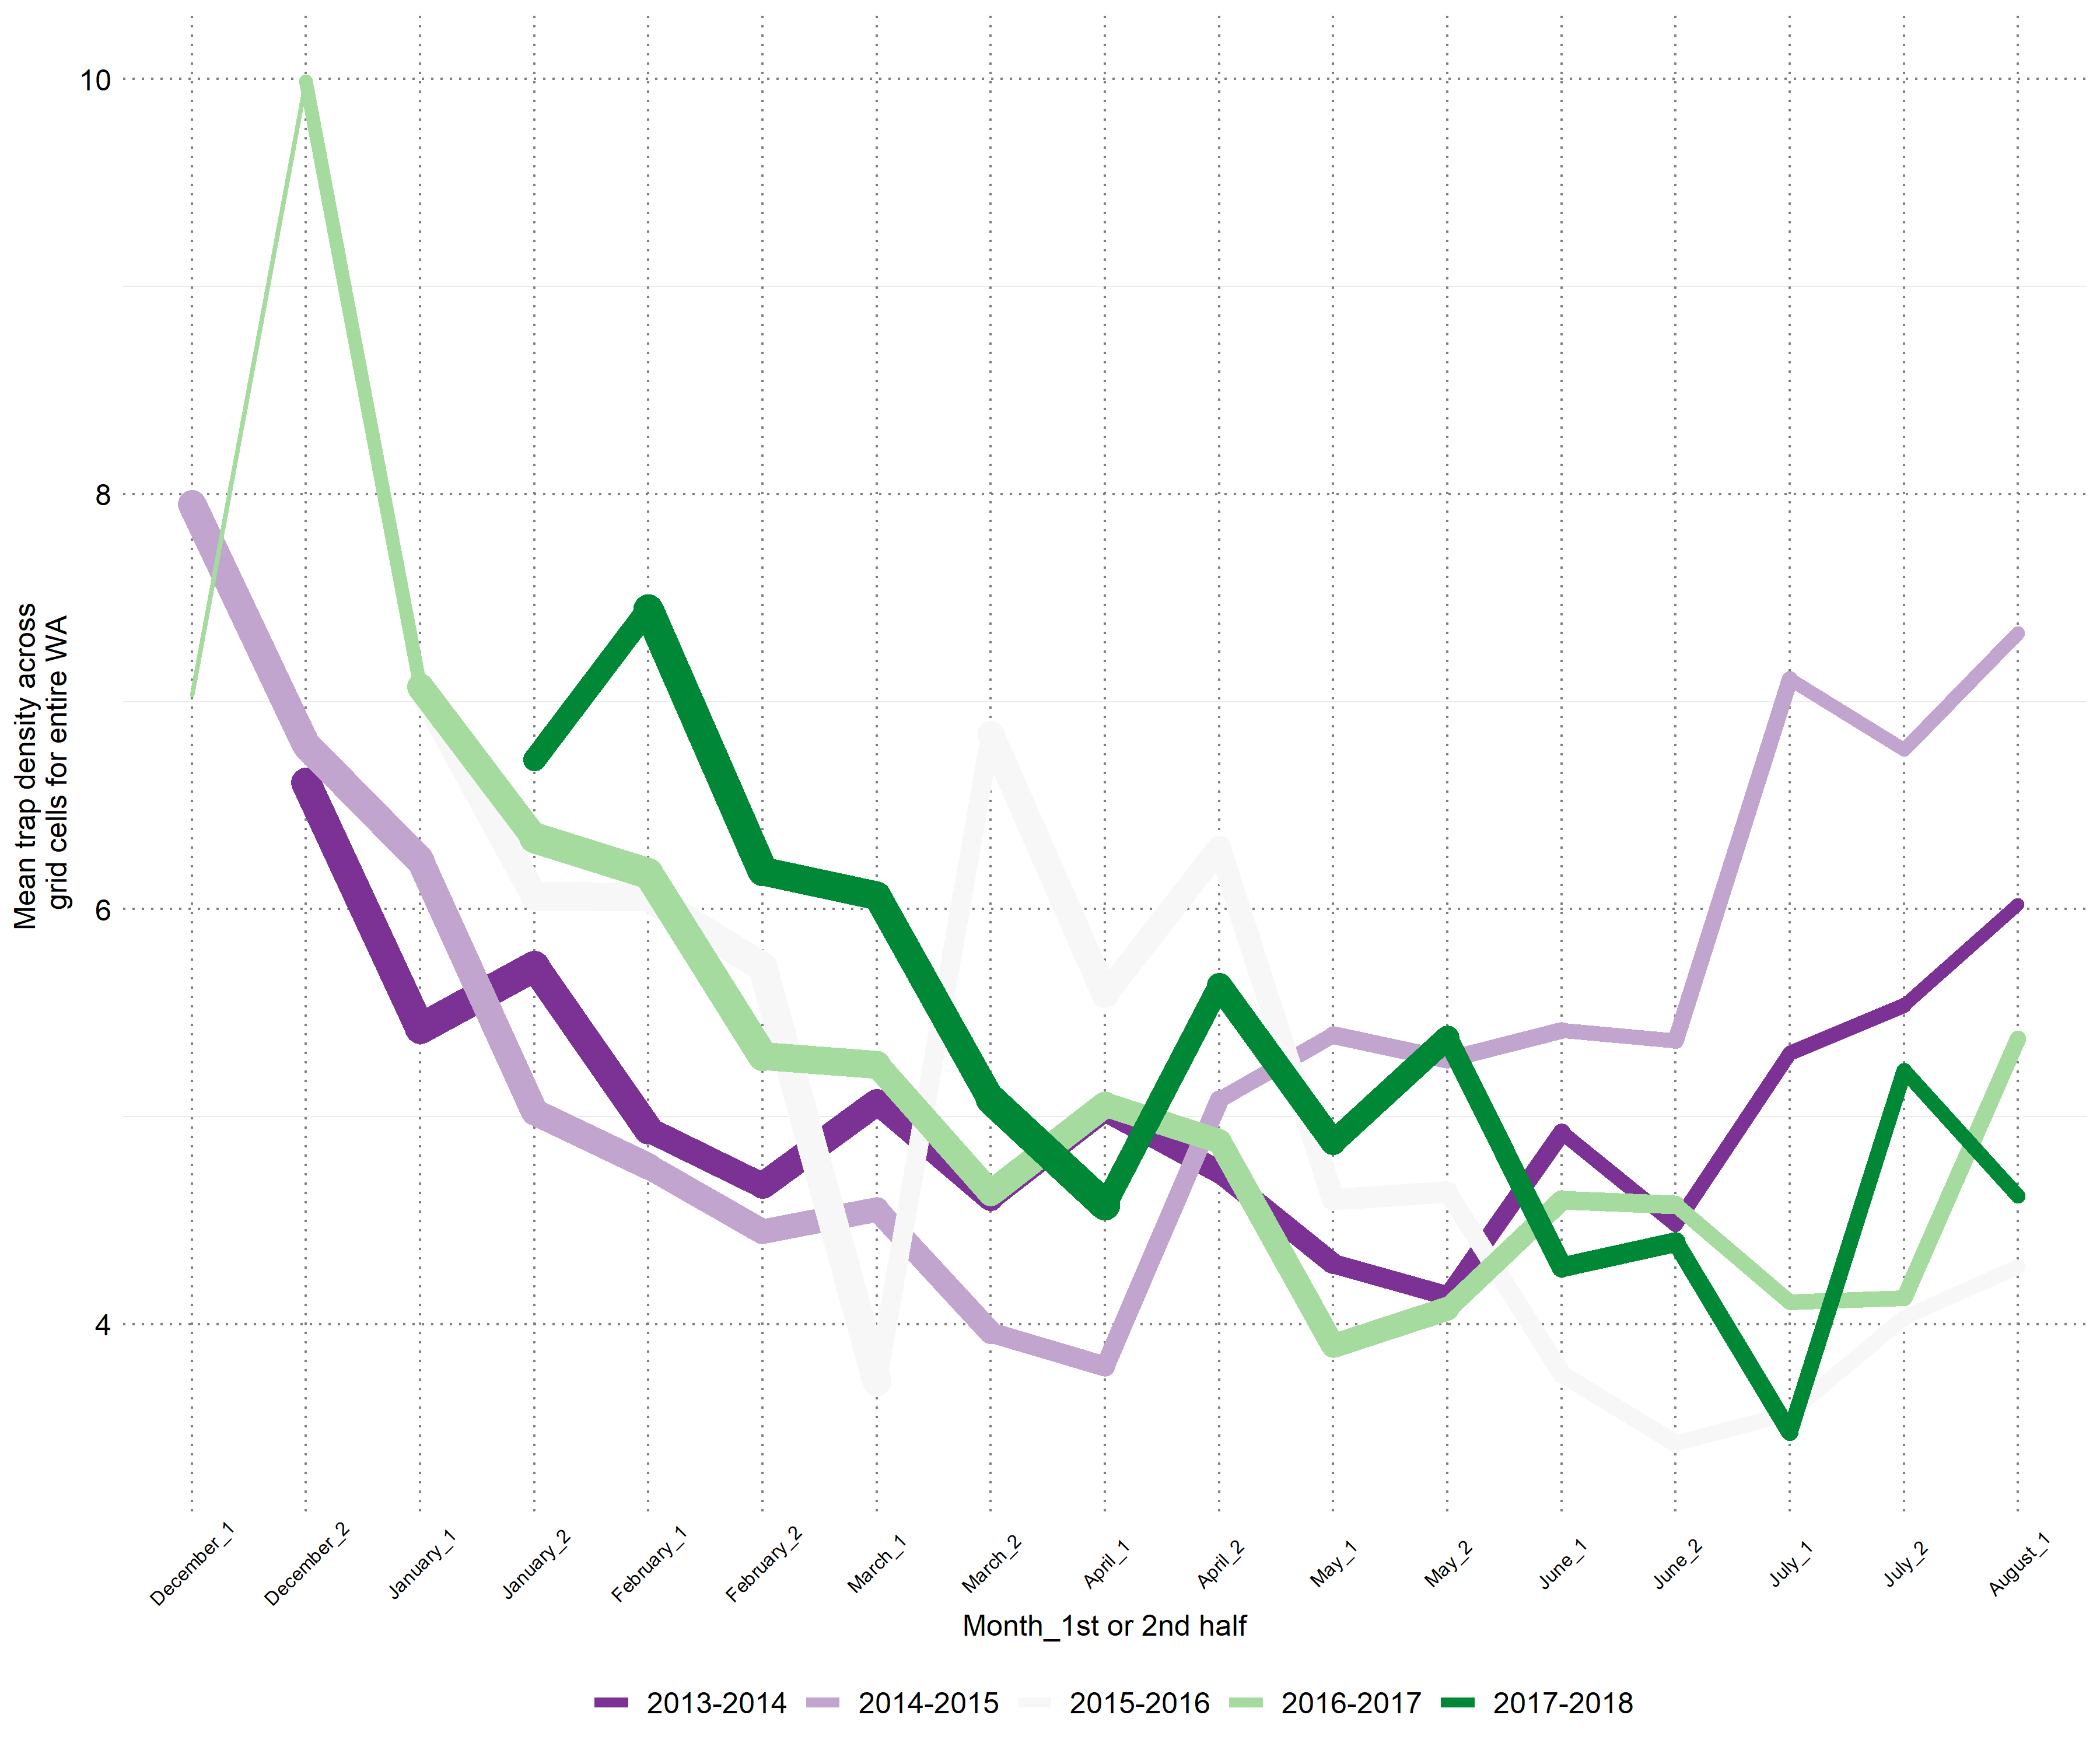 10
8
6
4
Mean trap density across
grid cells for entire WA
December_1
December_2
January_1
January_2
February_1
February_2
March_1
March_2
April_1
April_2
May_1
May_2
June_1
June_2
July_1
July_2
August_1
Month_1st or 2nd half
2013-2014 2014-2015 2015-2016 2016-2017 2017-2018